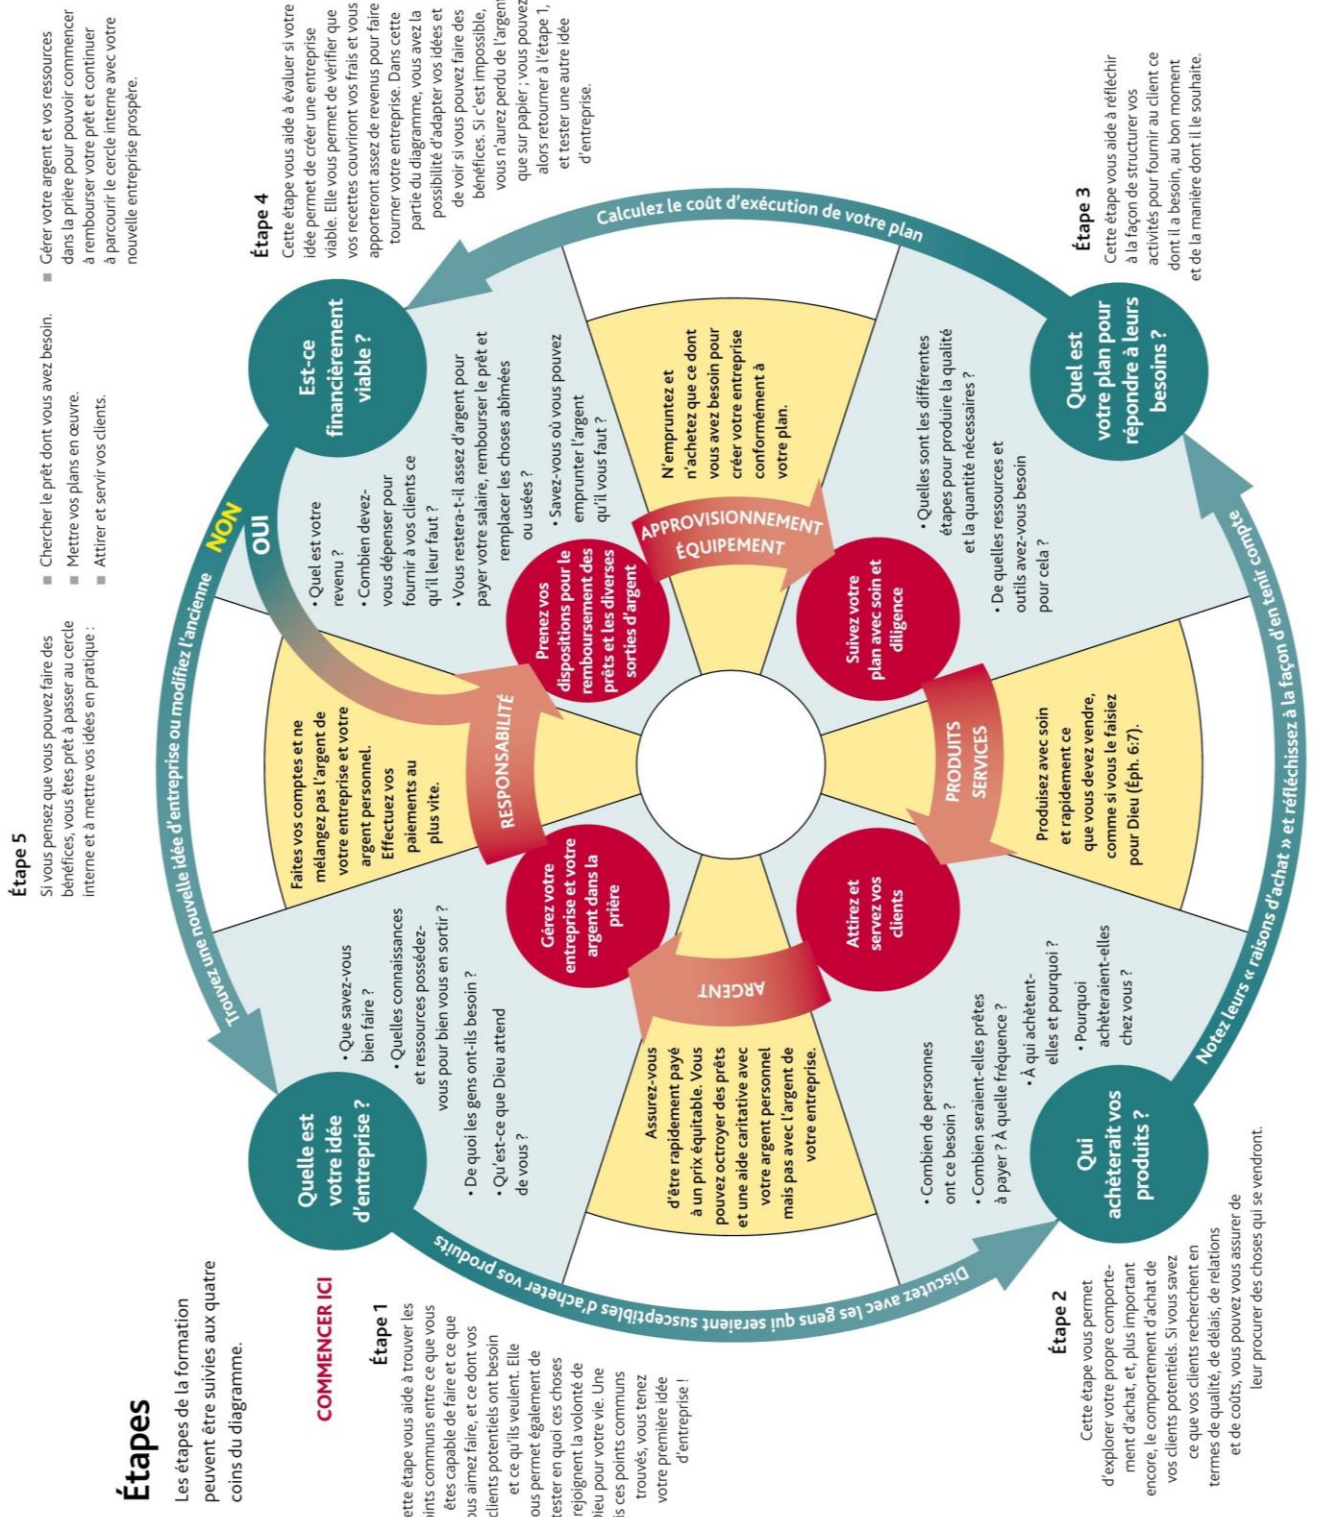 Étapes
Les étapes de la formation
peuvent être suivies aux quatre
coins du diagramme.
COMMENCER ICI
Étape 1
ette étape vous aide à trouver les
ints communs entre ce que vous
êtes capable de faire et ce que
ous aimez faire, et ce dont vos
clients potentiels ont besoin
et ce qu'ils veulent. Elle
ous permet également de
tester en quoi ces choses
rejoignent la volonté de
ieu pour votre vie. Une
is ces points communs
trouvés, vous tenez
votre première idée
d'entreprise !
Étape 2
Cette étape vous permet
d'explorer votre propre comporte-
ment d'achat, et, plus important
encore, le comportement d'achat de
vos clients potentiels. Si vous savez
ce que vos clients recherchent en
termes de qualité, de délais, de relations
et de coûts, vous pouvez vous assurer de
leur procurer des choses qui se vendront.
Étape 5
Si vous pensez que vous pouvez faire des
bénéfices, vous êtes prêt à passer au cercle
interne et à mettre vos idées en pratique :
■ Chercher le prêt dont vous avez besoin.
■ Mettre vos plans en œuvre.
■ Attirer et servir vos clients.
■ Gérer votre argent et vos ressources
dans la prière pour pouvoir commencer
à rembourser votre prêt et continuer
à parcourir le cercle interne avec votre
nouvelle entreprise prospère.
Étape 4
Cette étape vous aide à évaluer si votre
idée permet de créer une entreprise
viable. Elle vous permet de vérifier que
vos recettes couvriront vos frais et vous
apporteront assez de revenus pour faire
tourner votre entreprise. Dans cette
partie du diagramme, vous avez la
possibilité d'adapter vos idées et
de voir si vous pouvez faire des
bénéfices. Si c'est impossible,
vous n'aurez perdu de l'argent
que sur papier ; vous pouvez
alors retourner à l'étape 1,
et tester une autre idée
d'entreprise.
Étape 3
Cette étape vous aide à réfléchir
à la façon de structurer vos
activités pour fournir au client ce
dont il a besoin, au bon moment
et de la manière dont il le souhaite.
Quelle est
votre idée
d'entreprise ?
• Que savez-vous
bien faire ?
• Quelles connaissances
et ressources possédez-
vous pour bien vous en sortir ?
• De quoi les gens ont-ils besoin ?
• Qu'est-ce que Dieu attend
de vous ?
Discutez avec les gens qui seraient susceptibles d'acheter vos produits
Qui
achèterait vos
produits ?
• Combien de personnes
ont ce besoin ?
• Combien seraient-elles prêtes
à payer ? À quelle fréquence ?
• À qui achètent-
elles et pourquoi ?
• Pourquoi
achèteraient-elles
chez vous ?
Notez leurs « raisons d'achat » et réfléchissez à la façon d'en tenir compte
Quel est
votre plan pour
répondre à leurs
besoins ?
• Quelles sont les différentes
étapes pour produire la qualité
et la quantité nécessaires ?
• De quelles ressources et
outils avez-vous besoin
pour cela ?
Calculez le coût d'exécution de votre plan
Est-ce
financièrement
viable ?
• Quel est votre
revenu ?
• Combien devez-
vous dépenser pour
fournir à vos clients ce
qu'il leur faut ?
• Vous restera-t-il assez d'argent pour
payer votre salaire, rembourser le prêt et
remplacer les choses abîmées
ou usées ?
• Savez-vous où vous pouvez
emprunter l'argent
qu'il vous faut ?
NON
OUI
Trouvez une nouvelle idée d'entreprise ou modifiez l'ancienne
Faites vos comptes et ne
mélangez pas l'argent de
votre entreprise et votre
argent personnel.
Effectuez vos
paiements au
plus vite.
RESPONSABILITÉ
Prenez vos
dispositions pour le
remboursement des
prêts et les diverses
sorties d'argent
N'empruntez et
n'achetez que ce dont
vous avez besoin pour
créer votre entreprise
conformément à
votre plan.
APPROVISIONNEMENT
ÉQUIPEMENT
Suivez votre
plan avec soin et
diligence
Produisez avec soin
et rapidement ce
que vous devez vendre,
comme si vous le faisiez
pour Dieu (Éph. 6:7).
PRODUITS
SERVICES
Attirez et
servez vos
clients
Assurez-vous
d'être rapidement payé
à un prix équitable. Vous
pouvez octroyer des prêts
et une aide caritative avec
votre argent personnel
mais pas avec l'argent de
votre entreprise.
ARGENT
Gérez votre
entreprise et votre
argent dans la
prière